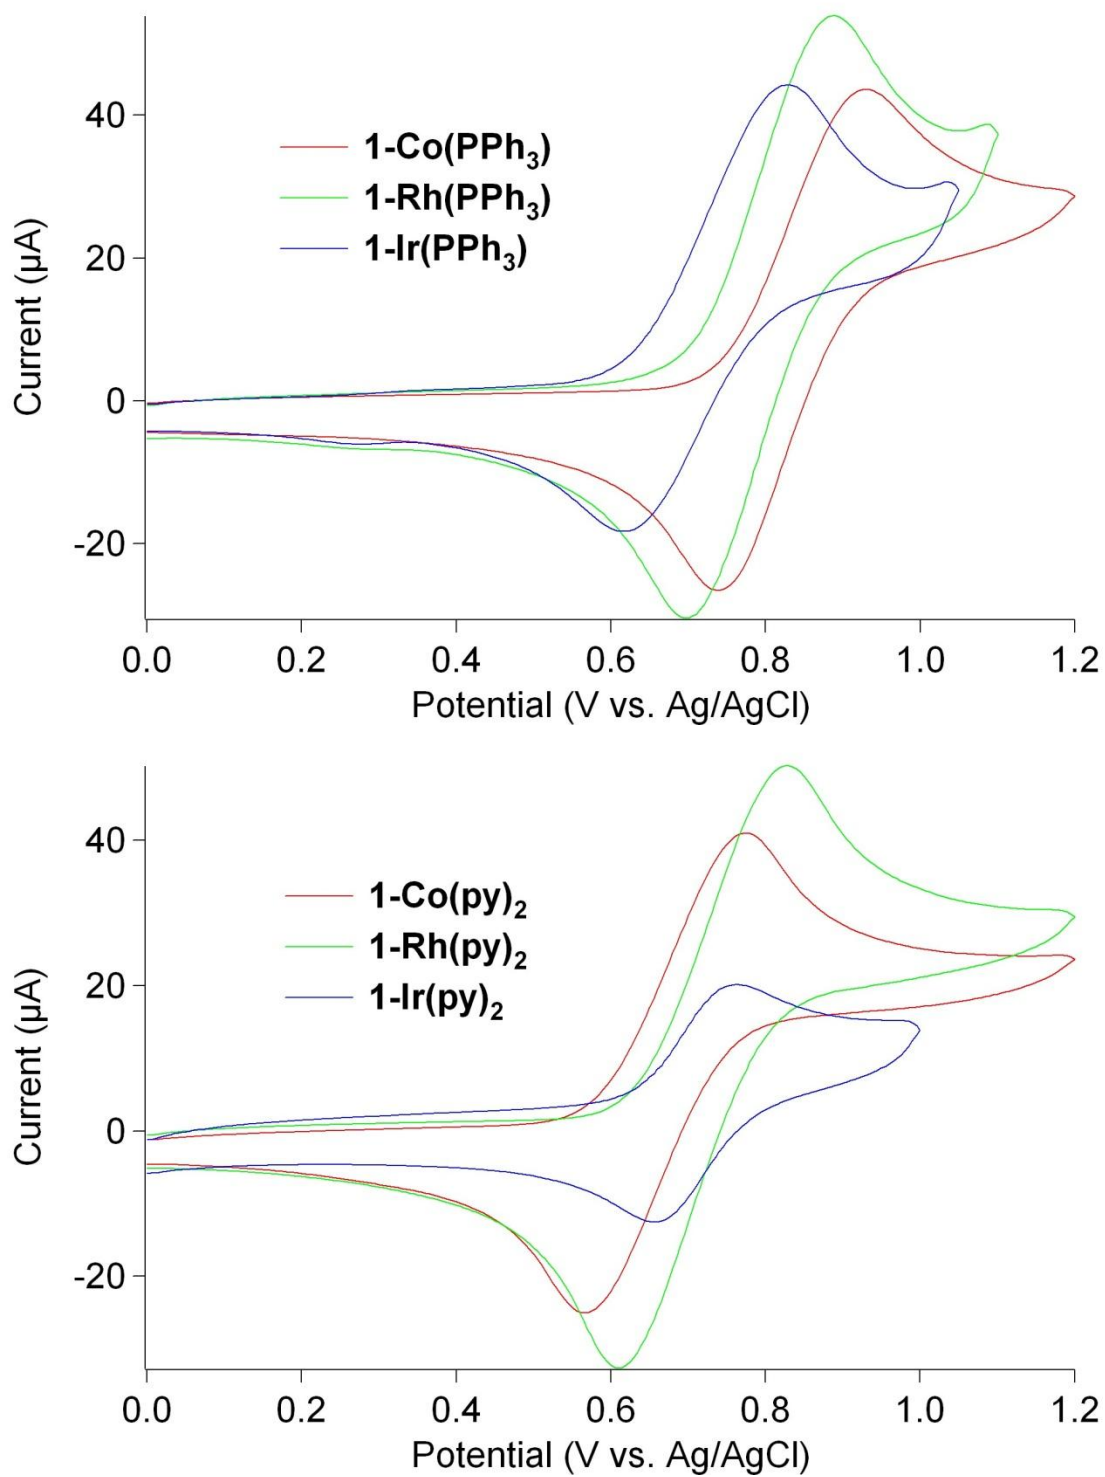 40
20
0
-20
Current (µA)
1-Co(PPh₃)
1-Rh(PPh₃)
1-Ir(PPh₃)
0.0 0.2 0.4 0.6 0.8 1.0 1.2
Potential (V vs. Ag/AgCl)
40
20
0
-20
Current (µA)
1-Co(py)₂
1-Rh(py)₂
1-Ir(py)₂
0.0 0.2 0.4 0.6 0.8 1.0 1.2
Potential (V vs. Ag/AgCl)